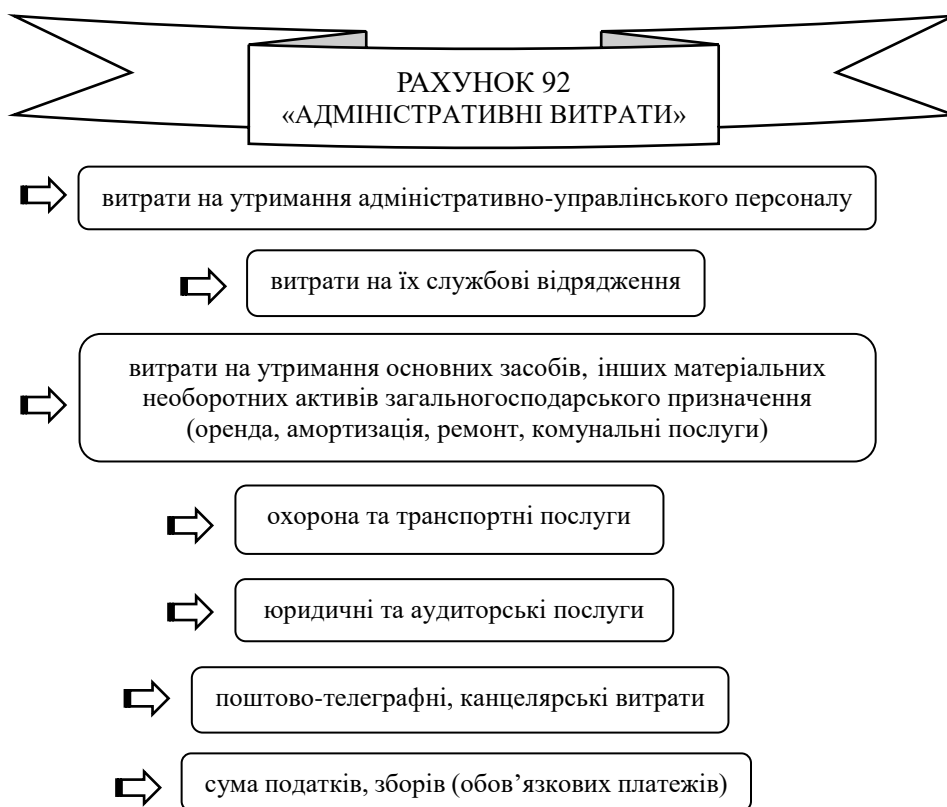 РАХУНОК 92
«АДМІНІСТРАТИВНІ ВИТРАТИ»
витрати на утримання адміністративно-управлінського персоналу
витрати на їх службові відрядження
витрати на утримання основних засобів, інших матеріальних
необоротних активів загальногосподарського призначення
(оренда, амортизація, ремонт, комунальні послуги)
охорона та транспортні послуги
юридичні та аудиторські послуги
поштово-телеграфні, канцелярські витрати
сума податків, зборів (обов’язкових платежів)